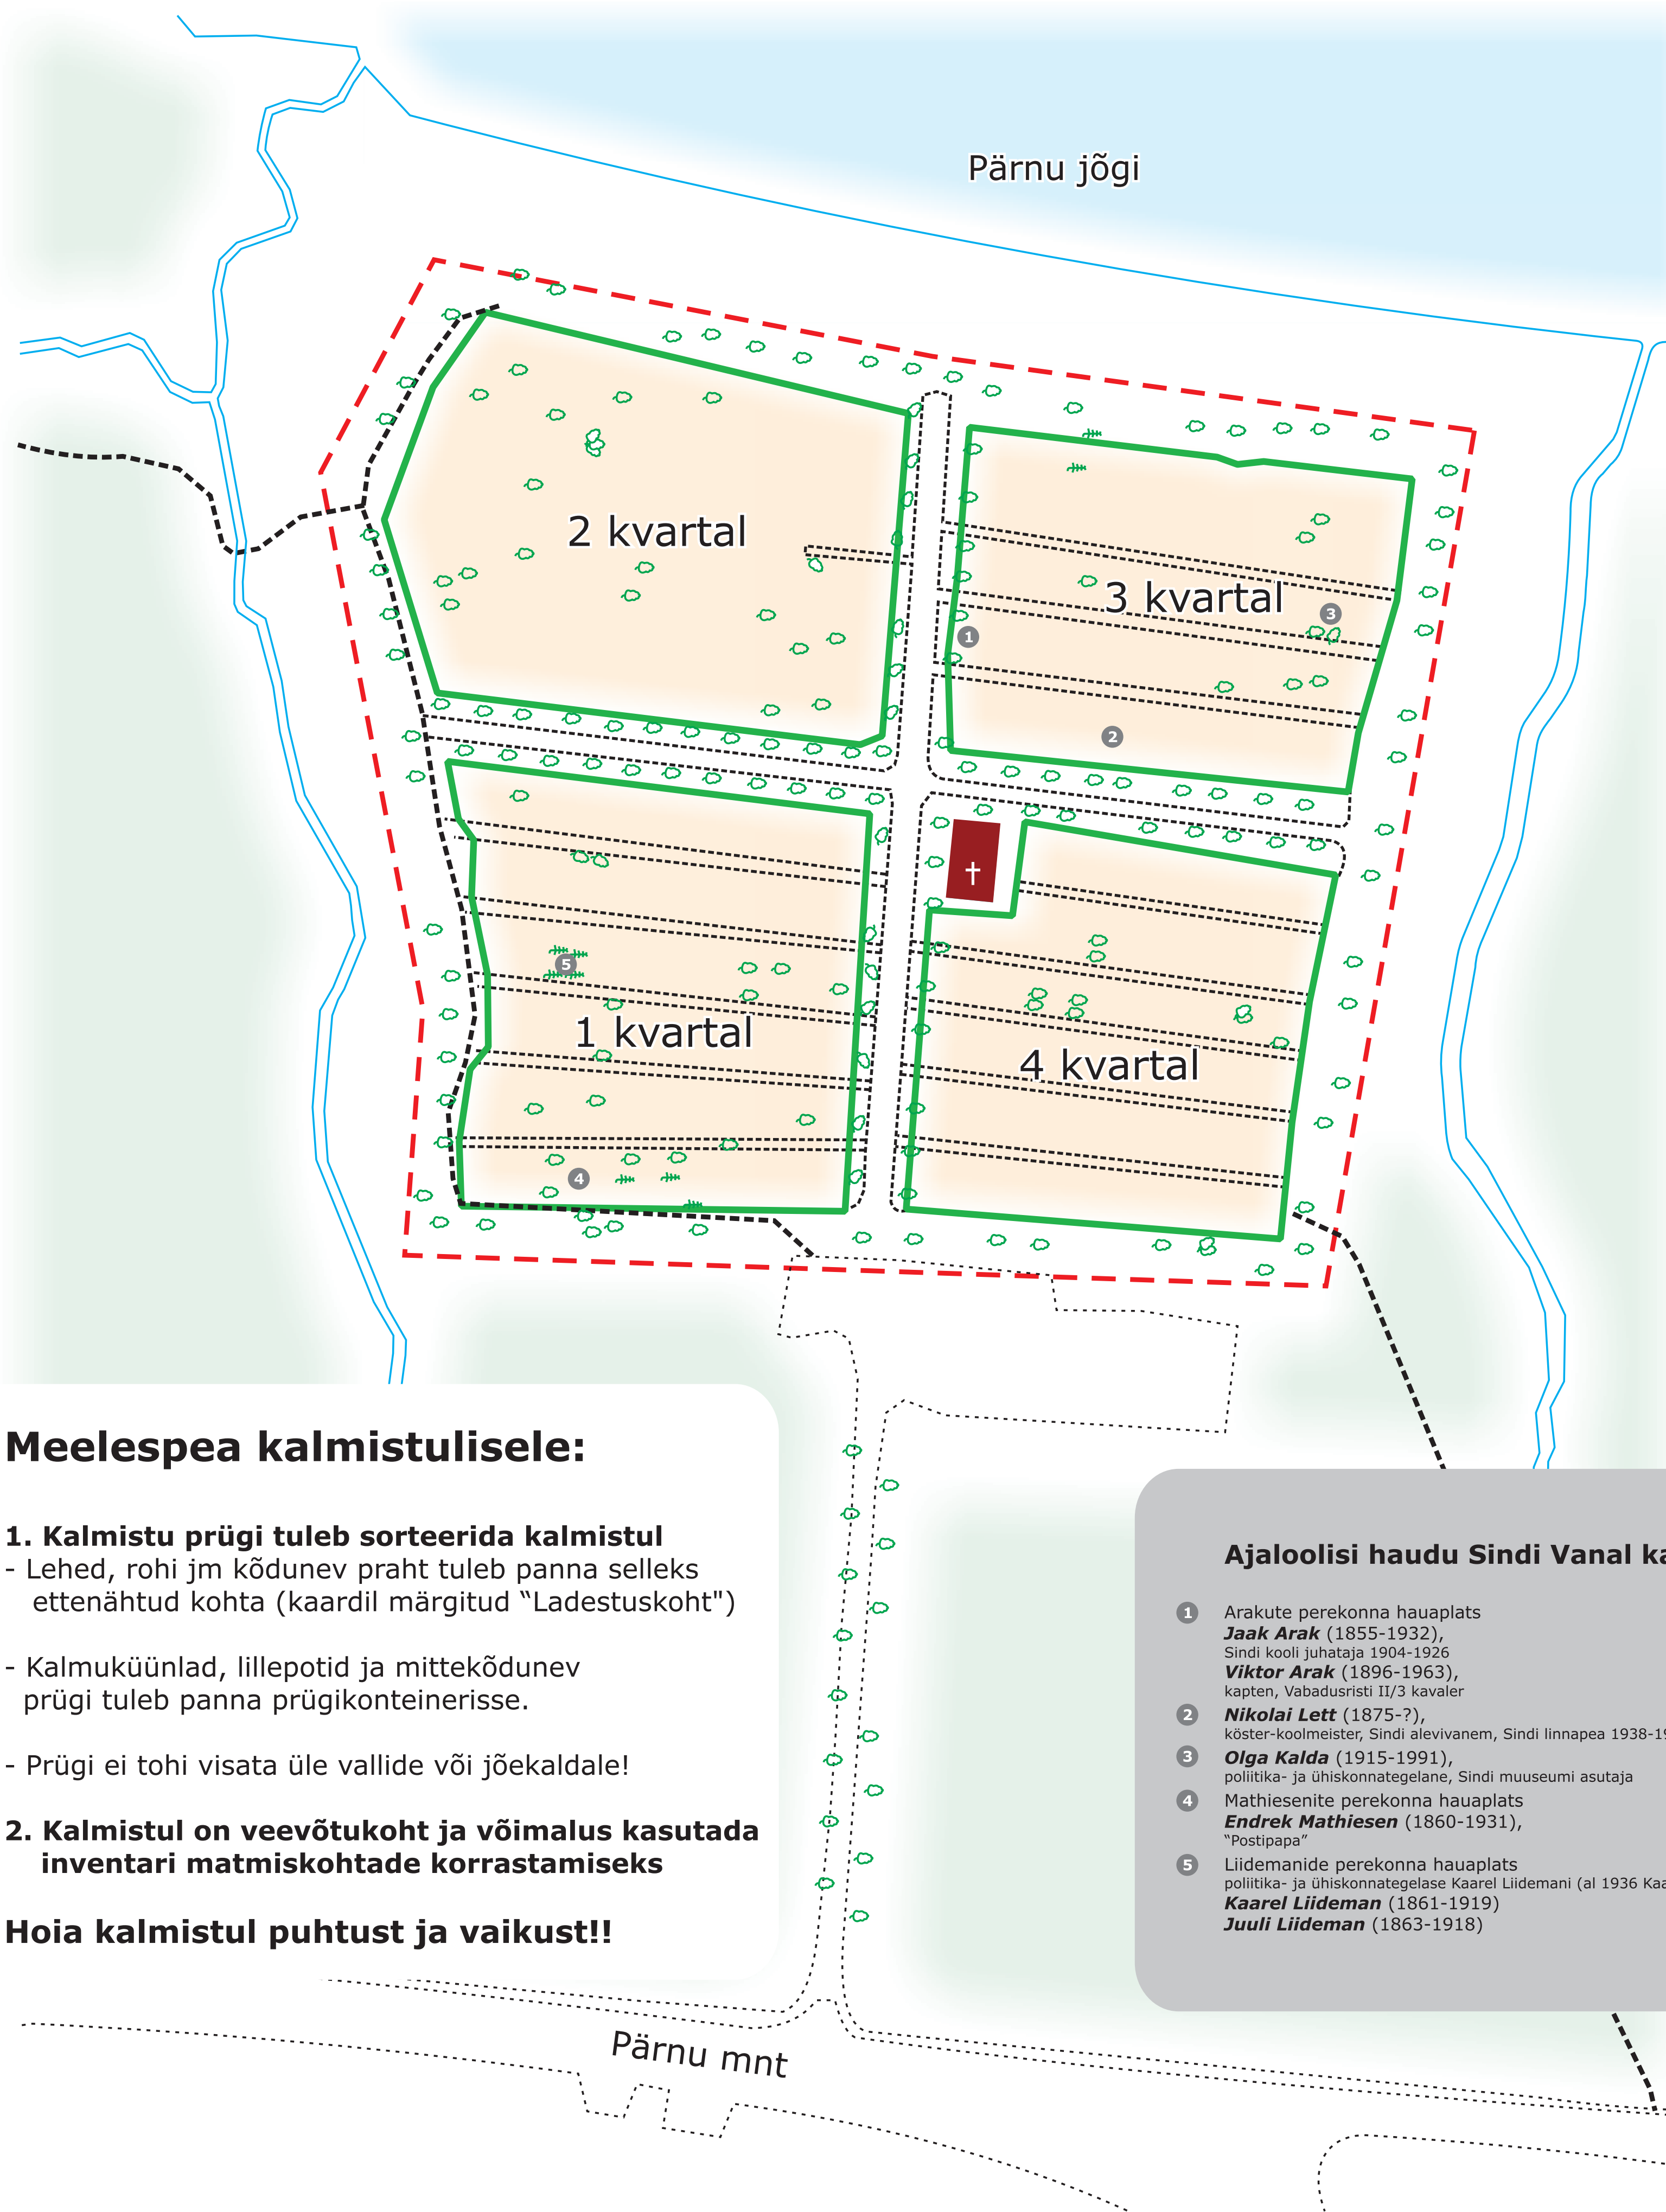 Pärnu jõgi
2 kvartal
3 kvartal
3
1
2
✝
5
1 kvartal
4 kvartal
4
Meelespea kalmistulisele:
1. Kalmistu prügi tuleb sorteerida kalmistul
- Lehed, rohi jm kõdunev praht tuleb panna selleks
ettenähtud kohta (kaardil märgitud “Ladestuskoht")
- Kalmuküünlad, lillepotid ja mittekõdunev
prügi tuleb panna prügikonteinerisse.
- Prügi ei tohi visata üle vallide või jõekaldale!
2. Kalmistul on veevõtukoht ja võimalus kasutada
inventari matmiskohtade korrastamiseks
Hoia kalmistul puhtust ja vaikust!!
Ajaloolisi haudu Sindi Vanal ka
1 Arakute perekonna hauaplats
Jaak Arak (1855-1932),
Sindi kooli juhataja 1904-1926
Viktor Arak (1896-1963),
kapten, Vabadusristi II/3 kavaler
2 Nikolai Lett (1875-?),
köster-koolmeister, Sindi alevivanem, Sindi linnapea 1938-19
3 Olga Kalda (1915-1991),
poliitika- ja ühiskonnategelane, Sindi muuseumi asutaja
4 Mathiesenite perekonna hauaplats
Endrek Mathiesen (1860-1931),
“Postipapa”
5 Liidemanide perekonna hauaplats
poliitika- ja ühiskonnategelase Kaarel Liidemani (al 1936 Kaa
Kaarel Liideman (1861-1919)
Juuli Liideman (1863-1918)
Pärnu mnt